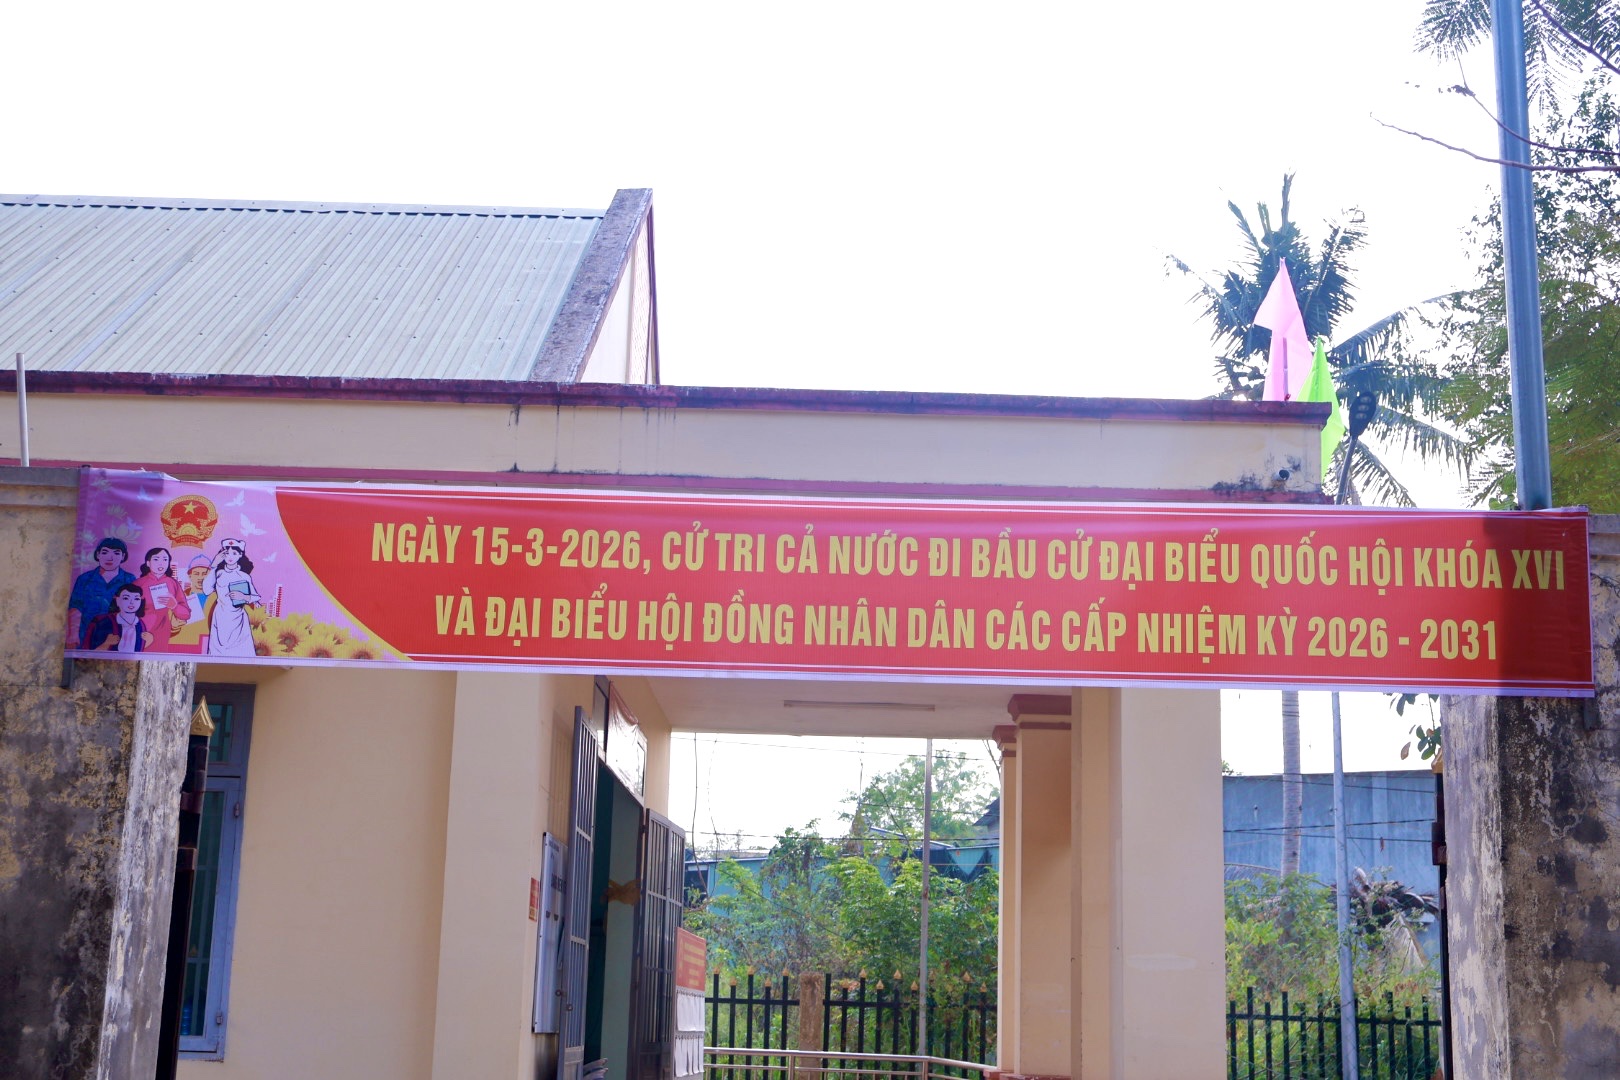 NGÀY 15-3-2026, CỬ TRI CẢ NƯỚC ĐI BẦU CỬ ĐẠI BIỂU QUỐC HỘI KHÓA XVI
VÀ ĐẠI BIỂU HỘI ĐỒNG NHÂN DÂN CÁC CẤP NHIỆM KỲ 2026 - 2031